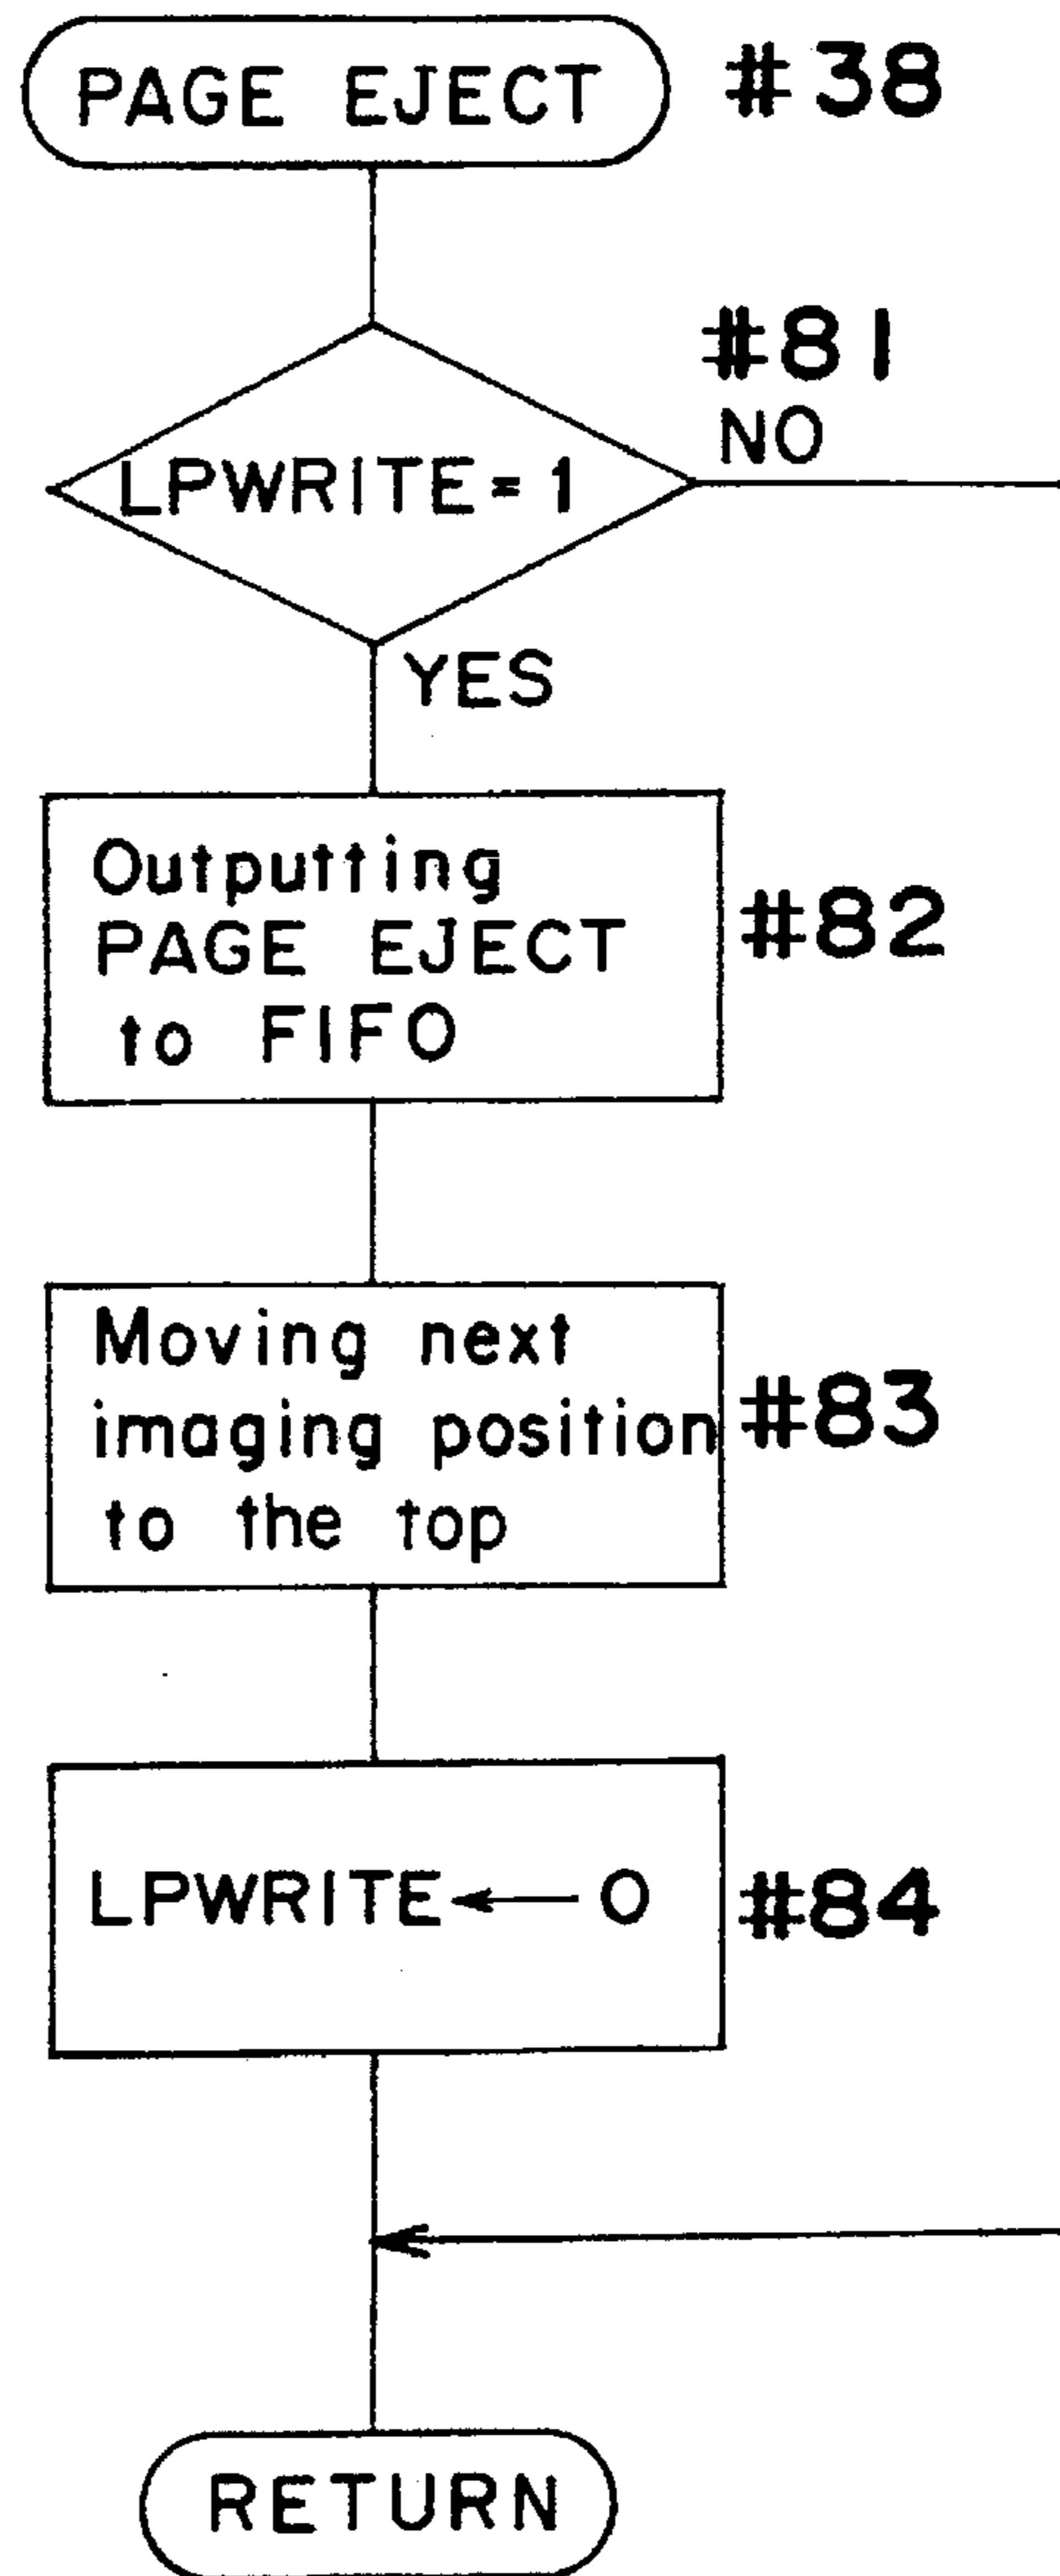 PAGE EJECT #38
#81
NO
LPWRITE=1
YES
Outputting
PAGE EJECT #82
to FIFO
Moving next
imaging position #83
to the top
LPWRITE ← 0 #84
RETURN